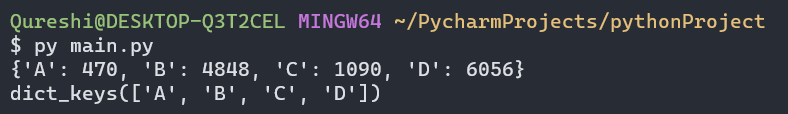 Qureshi@DESKTOP-Q3T2CEL MINGW64 ~/PycharmProjects/pythonProject
$ py main.py
{'A': 470, 'B': 4848, 'C': 1090, 'D': 6056}
dict_keys(['A', 'B', 'C', 'D'])